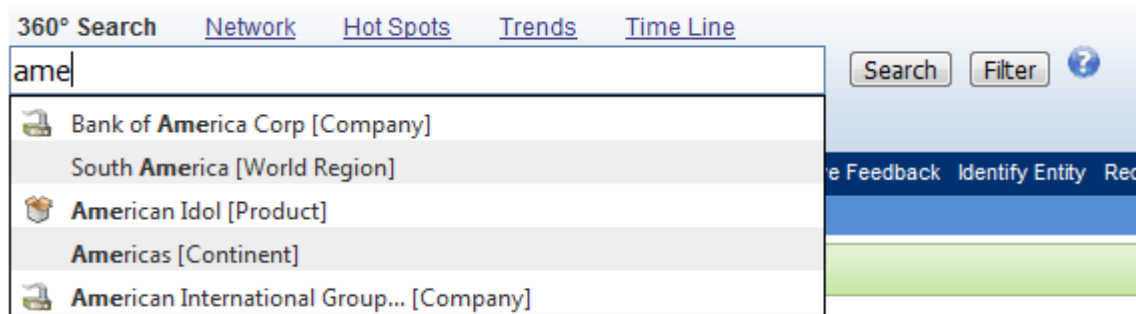 360° Search Network Hot Spots Trends Time Line
ame
Search Filter ?
Bank of America Corp [Company]
South America [World Region]
Feedback Identify Entity
American Idol [Product]
Americas [Continent]
American International Group... [Company]